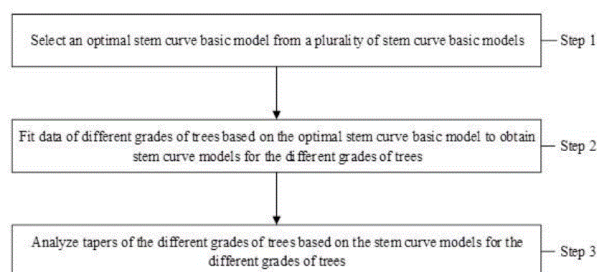 Select an optimal stem curve basic model from a plurality of stem curve basic models
Step 1
Fit data of different grades of trees based on the optimal stem curve basic model to obtain
stem curve models for the different grades of trees
Step 2
Analyze tapers of the different grades of trees based on the stem curve models for the
different grades of trees
Step 3